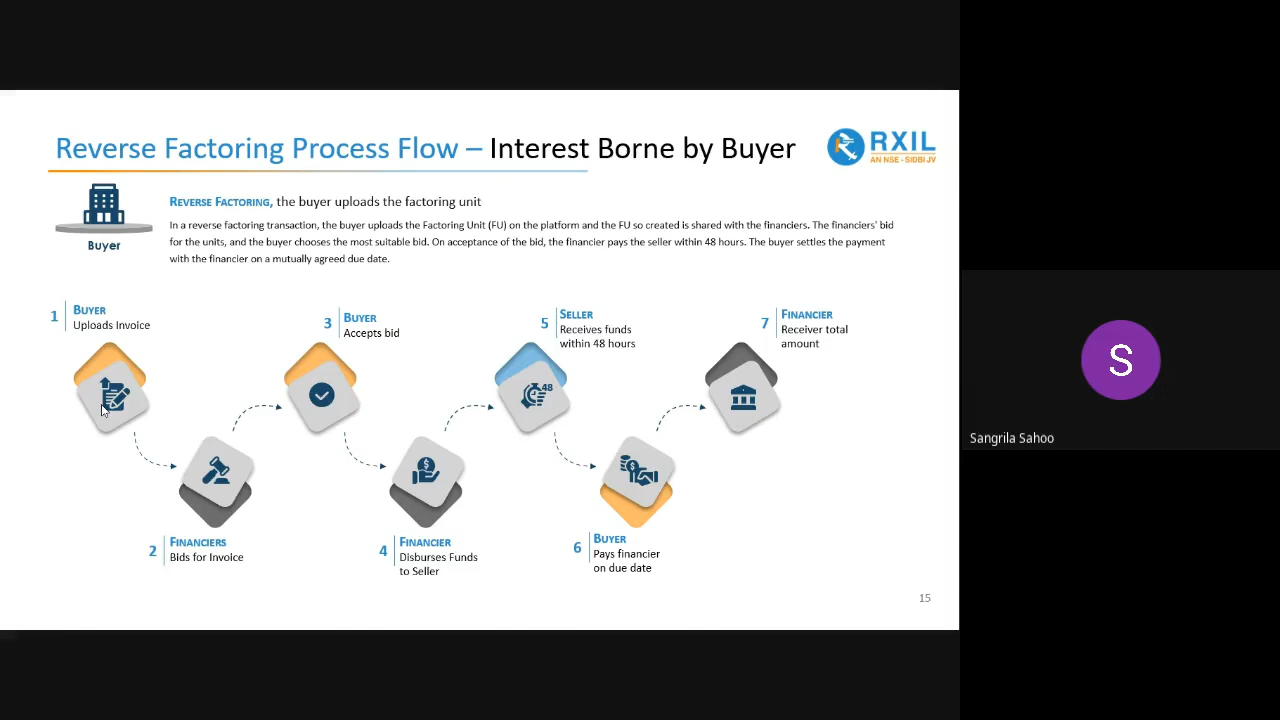 Reverse Factoring Process Flow – Interest Borne by Buyer
RXIL
AN NSE - SIDBI JV
Buyer
REVERSE FACTORING, the buyer uploads the factoring unit
In a reverse factoring transaction, the buyer uploads the Factoring Unit (FU) on the platform and the FU so created is shared with the financiers. The financiers' bid
for the units, and the buyer chooses the most suitable bid. On acceptance of the bid, the financier pays the seller within 48 hours. The buyer settles the payment
with the financier on a mutually agreed due date.
1 BUYER
Uploads Invoice
3 BUYER
Accepts bid
5 SELLER
Receives funds
within 48 hours
7 FINANCIER
Receiver total
amount
48
2 FINANCIERS
Bids for Invoice
4 FINANCIER
Disburses Funds
to Seller
6 BUYER
Pays financier
on due date
15
S
Sangrila Sahoo